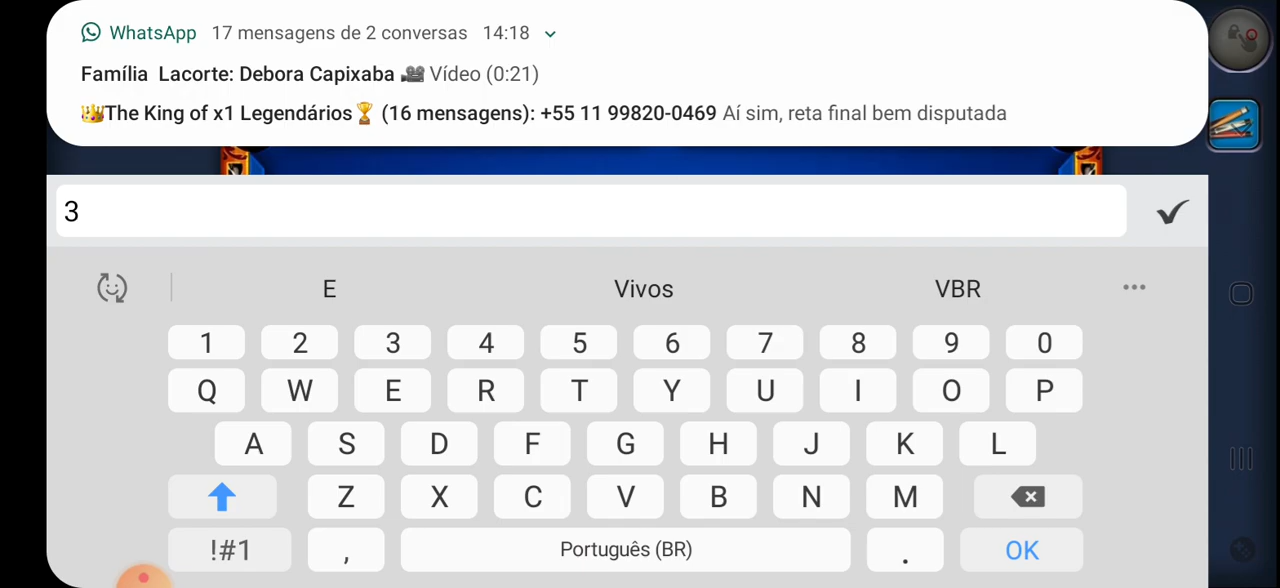 WhatsApp 17 mensagens de 2 conversas 14:18
Família Lacorte: Debora Capixaba 🎥 Vídeo (0:21)
👑The King of x1 Legendários🏆 (16 mensagens): +55 11 99820-0469 Aí sim, reta final bem disputada
3
E Vivos VBR
1 2 3 4 5 6 7 8 9 0
Q W E R T Y U I O P
A S D F G H J K L
Z X C V B N M
!#1 , Português (BR) . OK